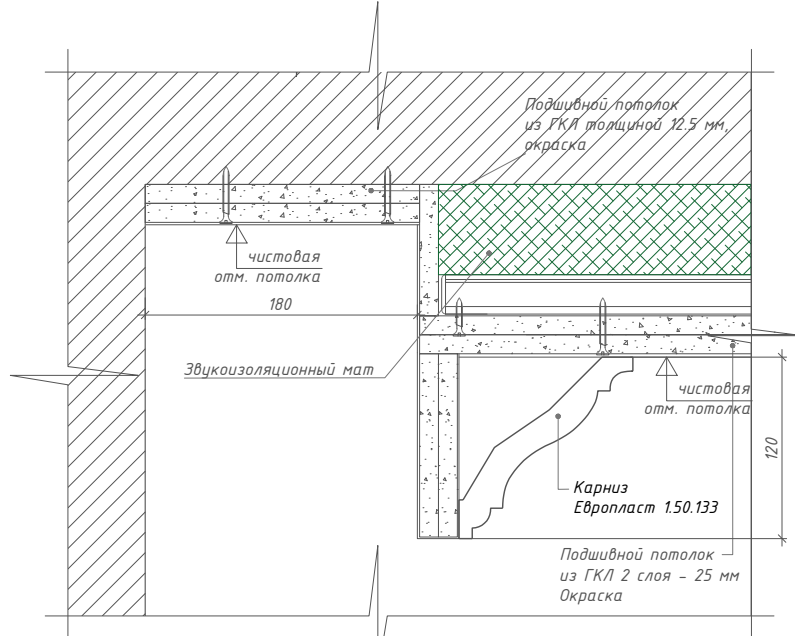 Подшивной потолок
из ГКЛ толщиной 12.5 мм,
окраска
чистовая
отм. потолка
180
Звукоизоляционный мат
чистовая
отм. потолка
120
Карниз
Европласт 1.50.133
Подшивной потолок
из ГКЛ 2 слоя - 25 мм
Окраска